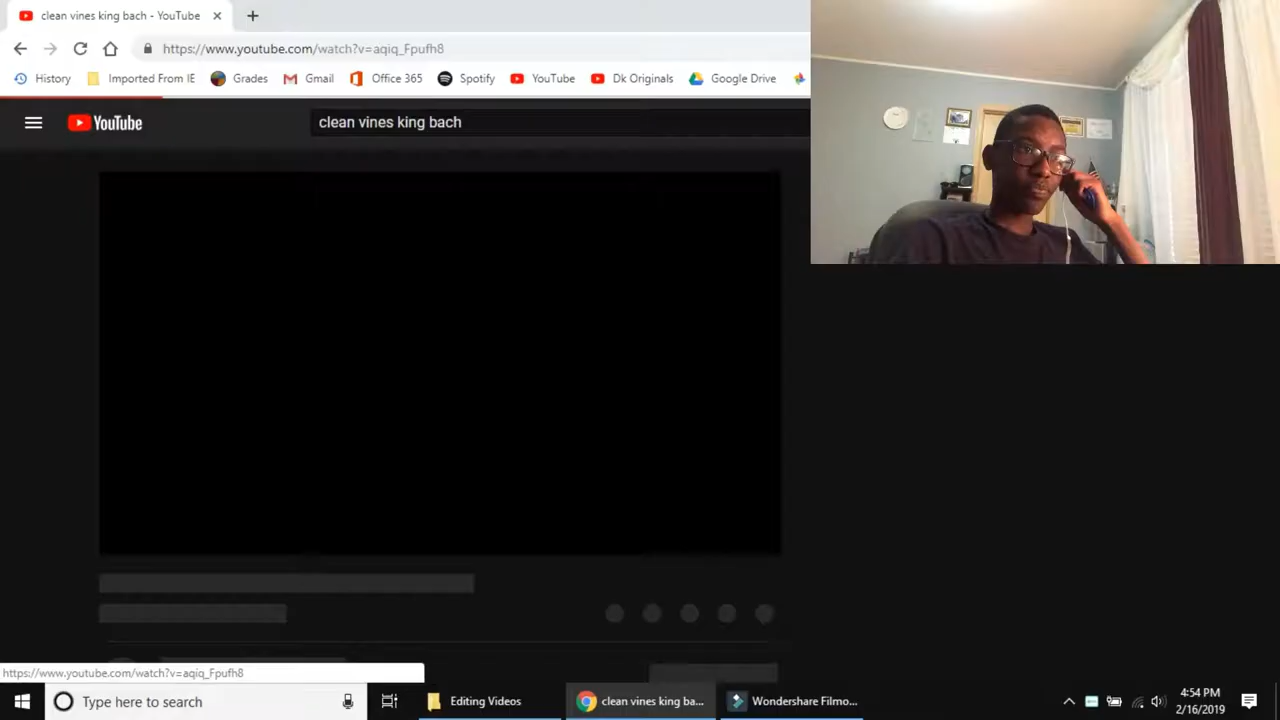 clean vines king bach - YouTube
https://www.youtube.com/watch?v=aqiq_Fpufh8
History
Imported From IE
Grades
Gmail
Office 365
Spotify
YouTube
Dk Originals
Google Drive
YouTube
clean vines king bach
https://www.youtube.com/watch?v=aqiq_Fpufh8
Type here to search
Editing Videos
clean vines king ba...
Wondershare Filmo...
4:54 PM
2/16/2019